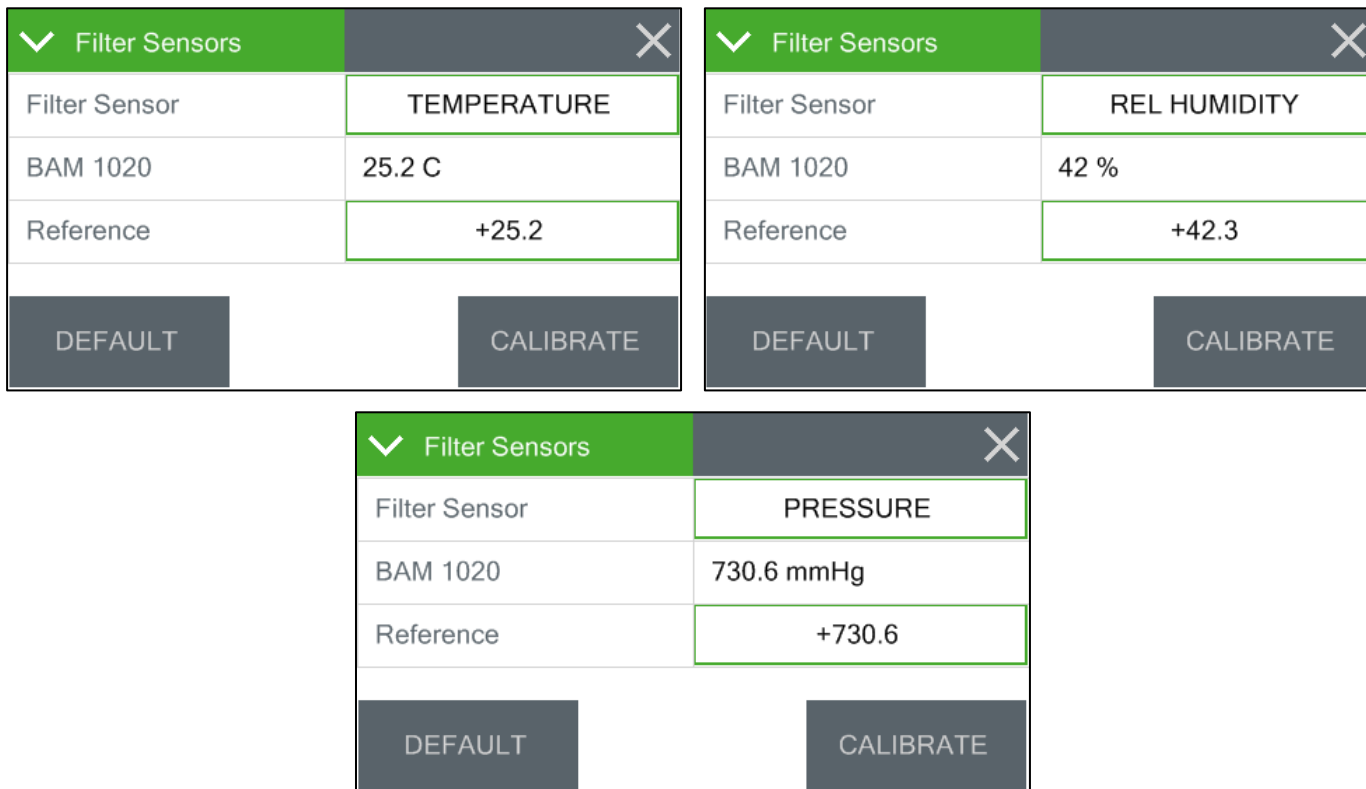 Filter Sensors
Filter Sensor TEMPERATURE
BAM 1020 25.2 C
Reference +25.2
DEFAULT CALIBRATE
Filter Sensors
Filter Sensor REL HUMIDITY
BAM 1020 42 %
Reference +42.3
DEFAULT CALIBRATE
Filter Sensors
Filter Sensor PRESSURE
BAM 1020 730.6 mmHg
Reference +730.6
DEFAULT CALIBRATE